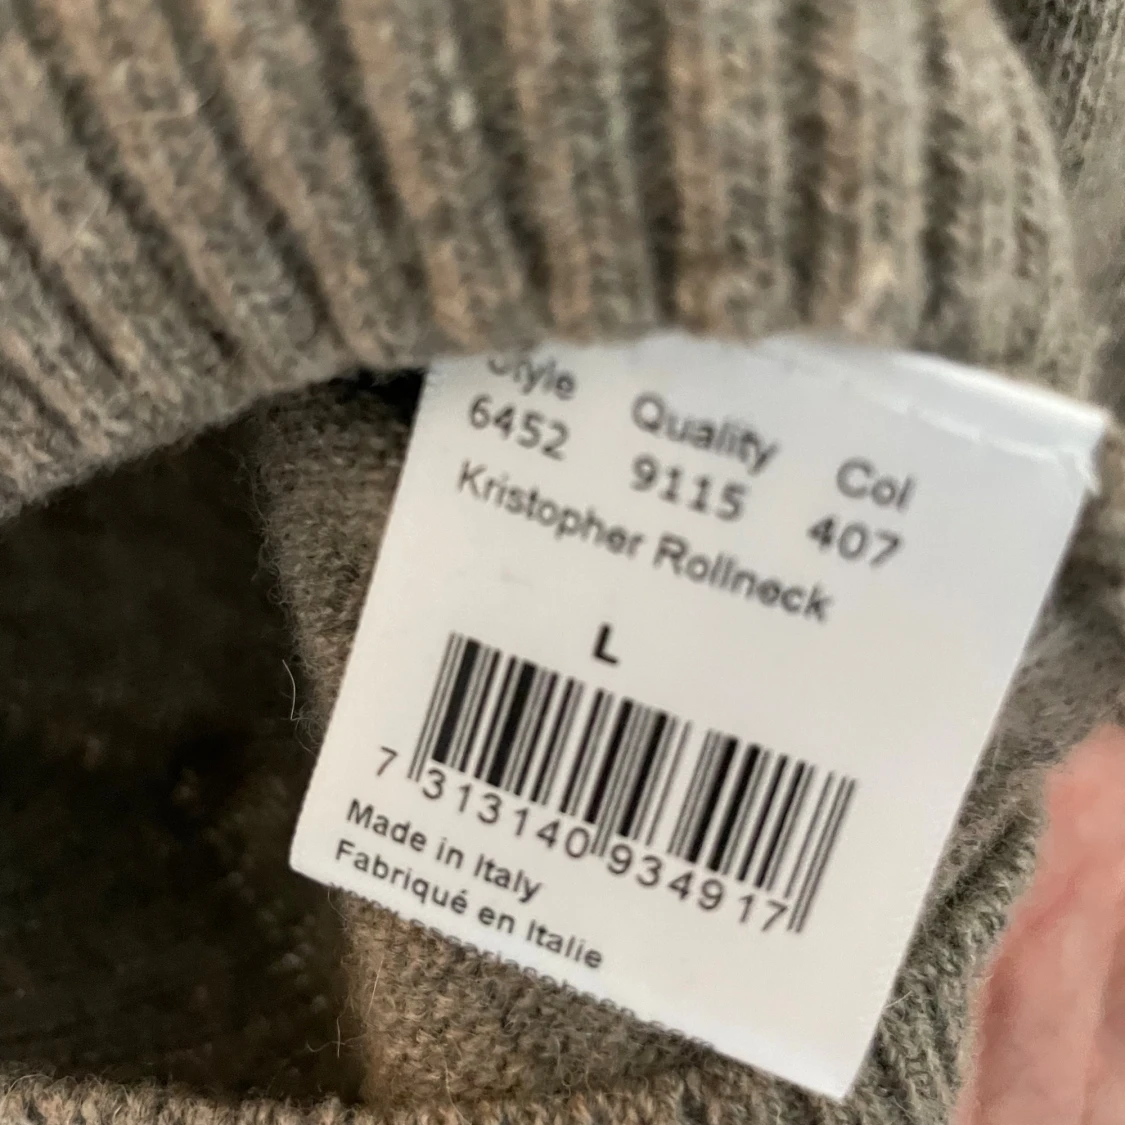 Style Quality Col
6452 9115 407
Kristopher Rollneck
L
7 313140 934917
Made in Italy
Fabriqué en Italie